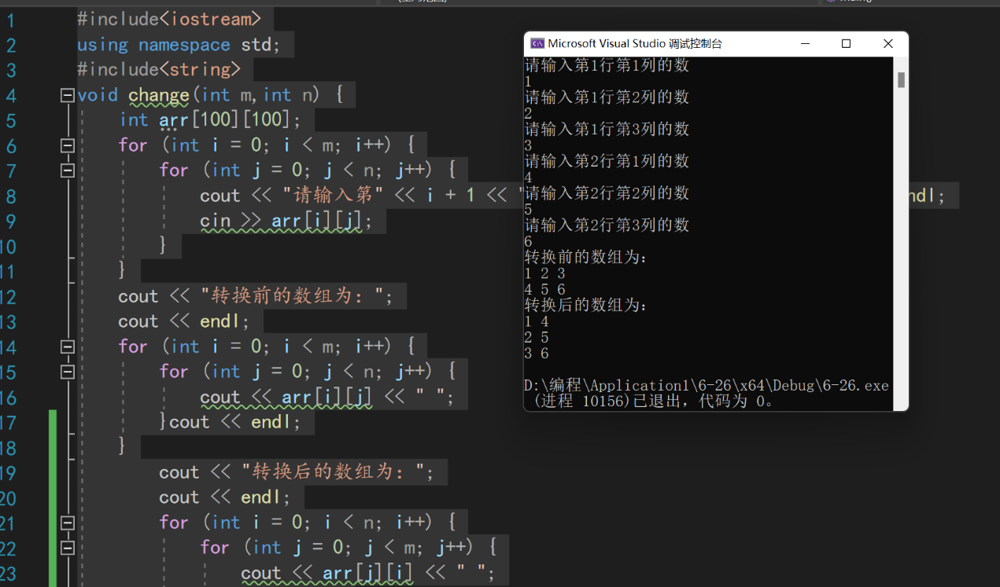 1 #include<iostream>
2 using namespace std;
3 #include<string>
4 void change(int m,int n) {
5 int arr[100][100];
6 for (int i = 0; i < m; i++) {
7 for (int j = 0; j < n; j++) {
8 cout << "请输入第" << i + 1 << "
9 cin >> arr[i][j];
10 }
11 }
12 cout << "转换前的数组为: ";
13 cout << endl;
14 for (int i = 0; i < m; i++) {
15 for (int j = 0; j < n; j++) {
16 cout << arr[i][j] << " ";
17 }cout << endl;
18 }
19 cout << "转换后的数组为: ";
20 cout << endl;
21 for (int i = 0; i < n; i++) {
22 for (int j = 0; j < m; j++) {
23 cout << arr[j][i] << " ";
Microsoft Visual Studio 调试控制台
请输入第1行第1列的数
1
请输入第1行第2列的数
2
请输入第1行第3列的数
3
请输入第2行第1列的数
4
请输入第2行第2列的数
5
请输入第2行第3列的数
6
转换前的数组为:
1 2 3
4 5 6
转换后的数组为:
1 4
2 5
3 6
D:\编程\Application1\6-26\x64\Debug\6-26.exe
(进程 10156)已退出，代码为 0。